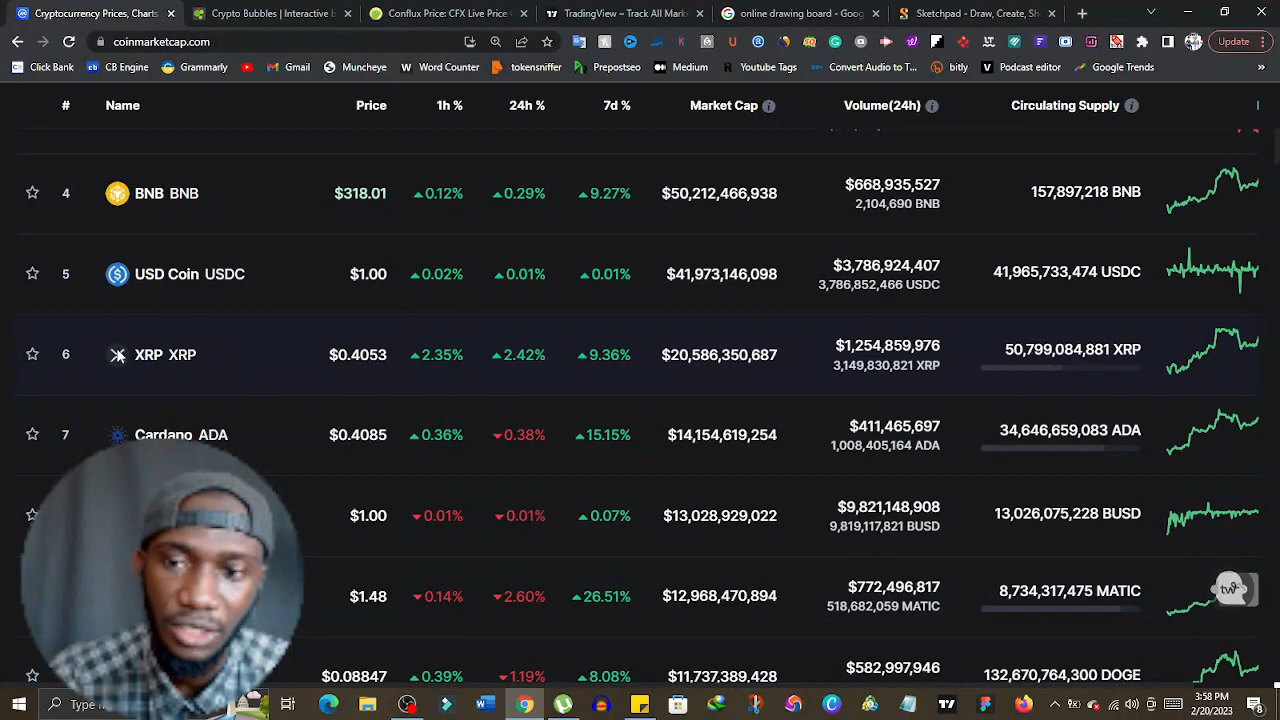 Cryptocurrency Prices, Charts
Crypto Bubbles | Interactive b
Conflux Price: CFX Live Price
TradingView – Track All Marke
online drawing board - Goog
Sketchpad - Draw, Create, Sh
coinmarketcap.com
Update
Click Bank
CB Engine
Grammarly
Gmail
Muncheye
Word Counter
tokensniffer
Prepostseo
Medium
Youtube Tags
Convert Audio to T...
bitly
Podcast editor
Google Trends
# Name Price 1h % 24h % 7d % Market Cap Volume(24h) Circulating Supply
4 BNB BNB $318.01 0.12% 0.29% 9.27% $50,212,466,938 $668,935,527 157,897,218 BNB
2,104,690 BNB
5 USD Coin USDC $1.00 0.02% 0.01% 0.01% $41,973,146,098 $3,786,924,407 41,965,733,474 USDC
3,786,852,466 USDC
6 XRP XRP $0.4053 2.35% 2.42% 9.36% $20,586,350,687 $1,254,859,976 50,799,084,881 XRP
3,149,830,821 XRP
7 Cardano ADA $0.4085 0.36% 0.38% 15.15% $14,154,619,254 $411,465,697 34,646,659,083 ADA
1,008,405,164 ADA
$1.00 0.01% 0.01% 0.07% $13,028,929,022 $9,821,148,908 13,026,075,228 BUSD
9,819,117,821 BUSD
$1.48 0.14% 2.60% 26.51% $12,968,470,894 $772,496,817 8,734,317,475 MATIC
518,682,059 MATIC
$0.08847 0.39% 1.19% 8.08% $11,737,387,438 $582,997,946 132,670,764,300 DOGE
Type
3:58 PM
2/20/2023